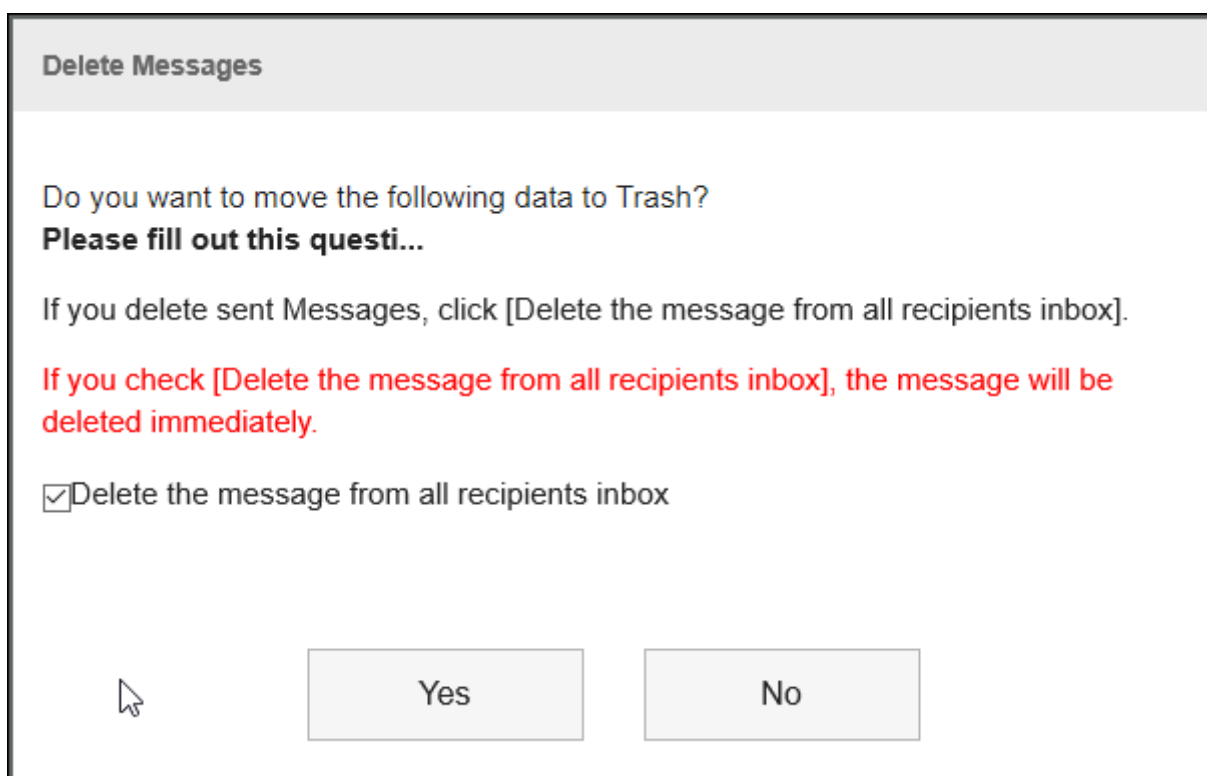 Delete Messages
Do you want to move the following data to Trash?
Please fill out this questi...
If you delete sent Messages, click [Delete the message from all recipients inbox].
If you check [Delete the message from all recipients inbox], the message will be
deleted immediately.
Delete the message from all recipients inbox
Yes
No